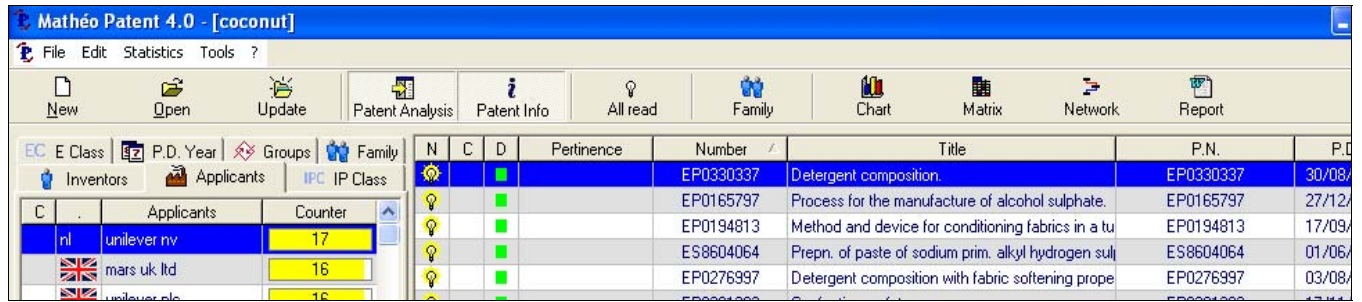 Mathéo Patent 4.0 - [coconut]
File Edit Statistics Tools ?
New Open Update Patent Analysis Patent Info All read Family Chart Matrix Network Report
EC E Class P.D. Year Groups Family
Inventors Applicants IPC IP Class
C . Applicants Counter
nl unilever nv 17
mars uk ltd 16
unilever plc 16
N C D Pertinence Number Title P.N.
EP0330337 Detergent composition. EP0330337 30/08/
EP0165797 Process for the manufacture of alcohol sulphate. EP0165797 27/12/
EP0194813 Method and device for conditioning fabrics in a tu EP0194813 17/09/
ES8604064 Prepn. of paste of sodium prim. alkyl hydrogen sul ES8604064 01/06/
EP0276997 Detergent composition with fabric softening prope EP0276997 03/08/